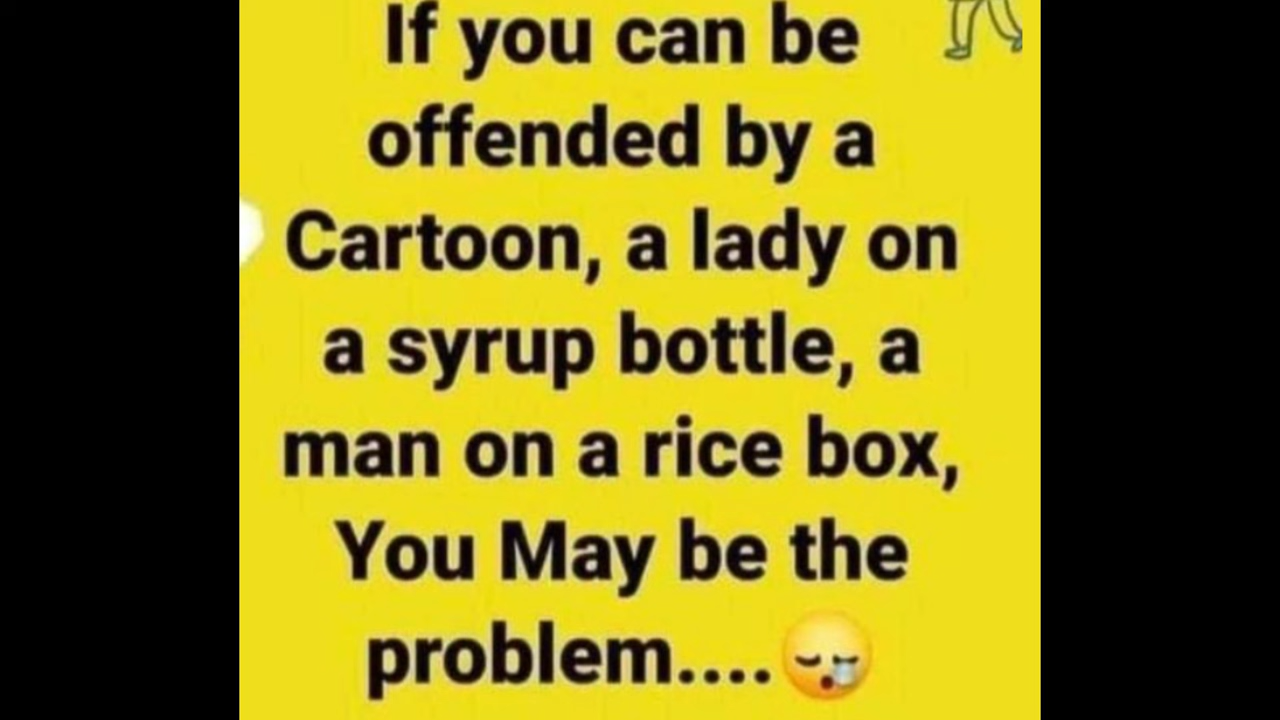 If you can be
offended by a
Cartoon, a lady on
a syrup bottle, a
man on a rice box,
You May be the
problem....😪